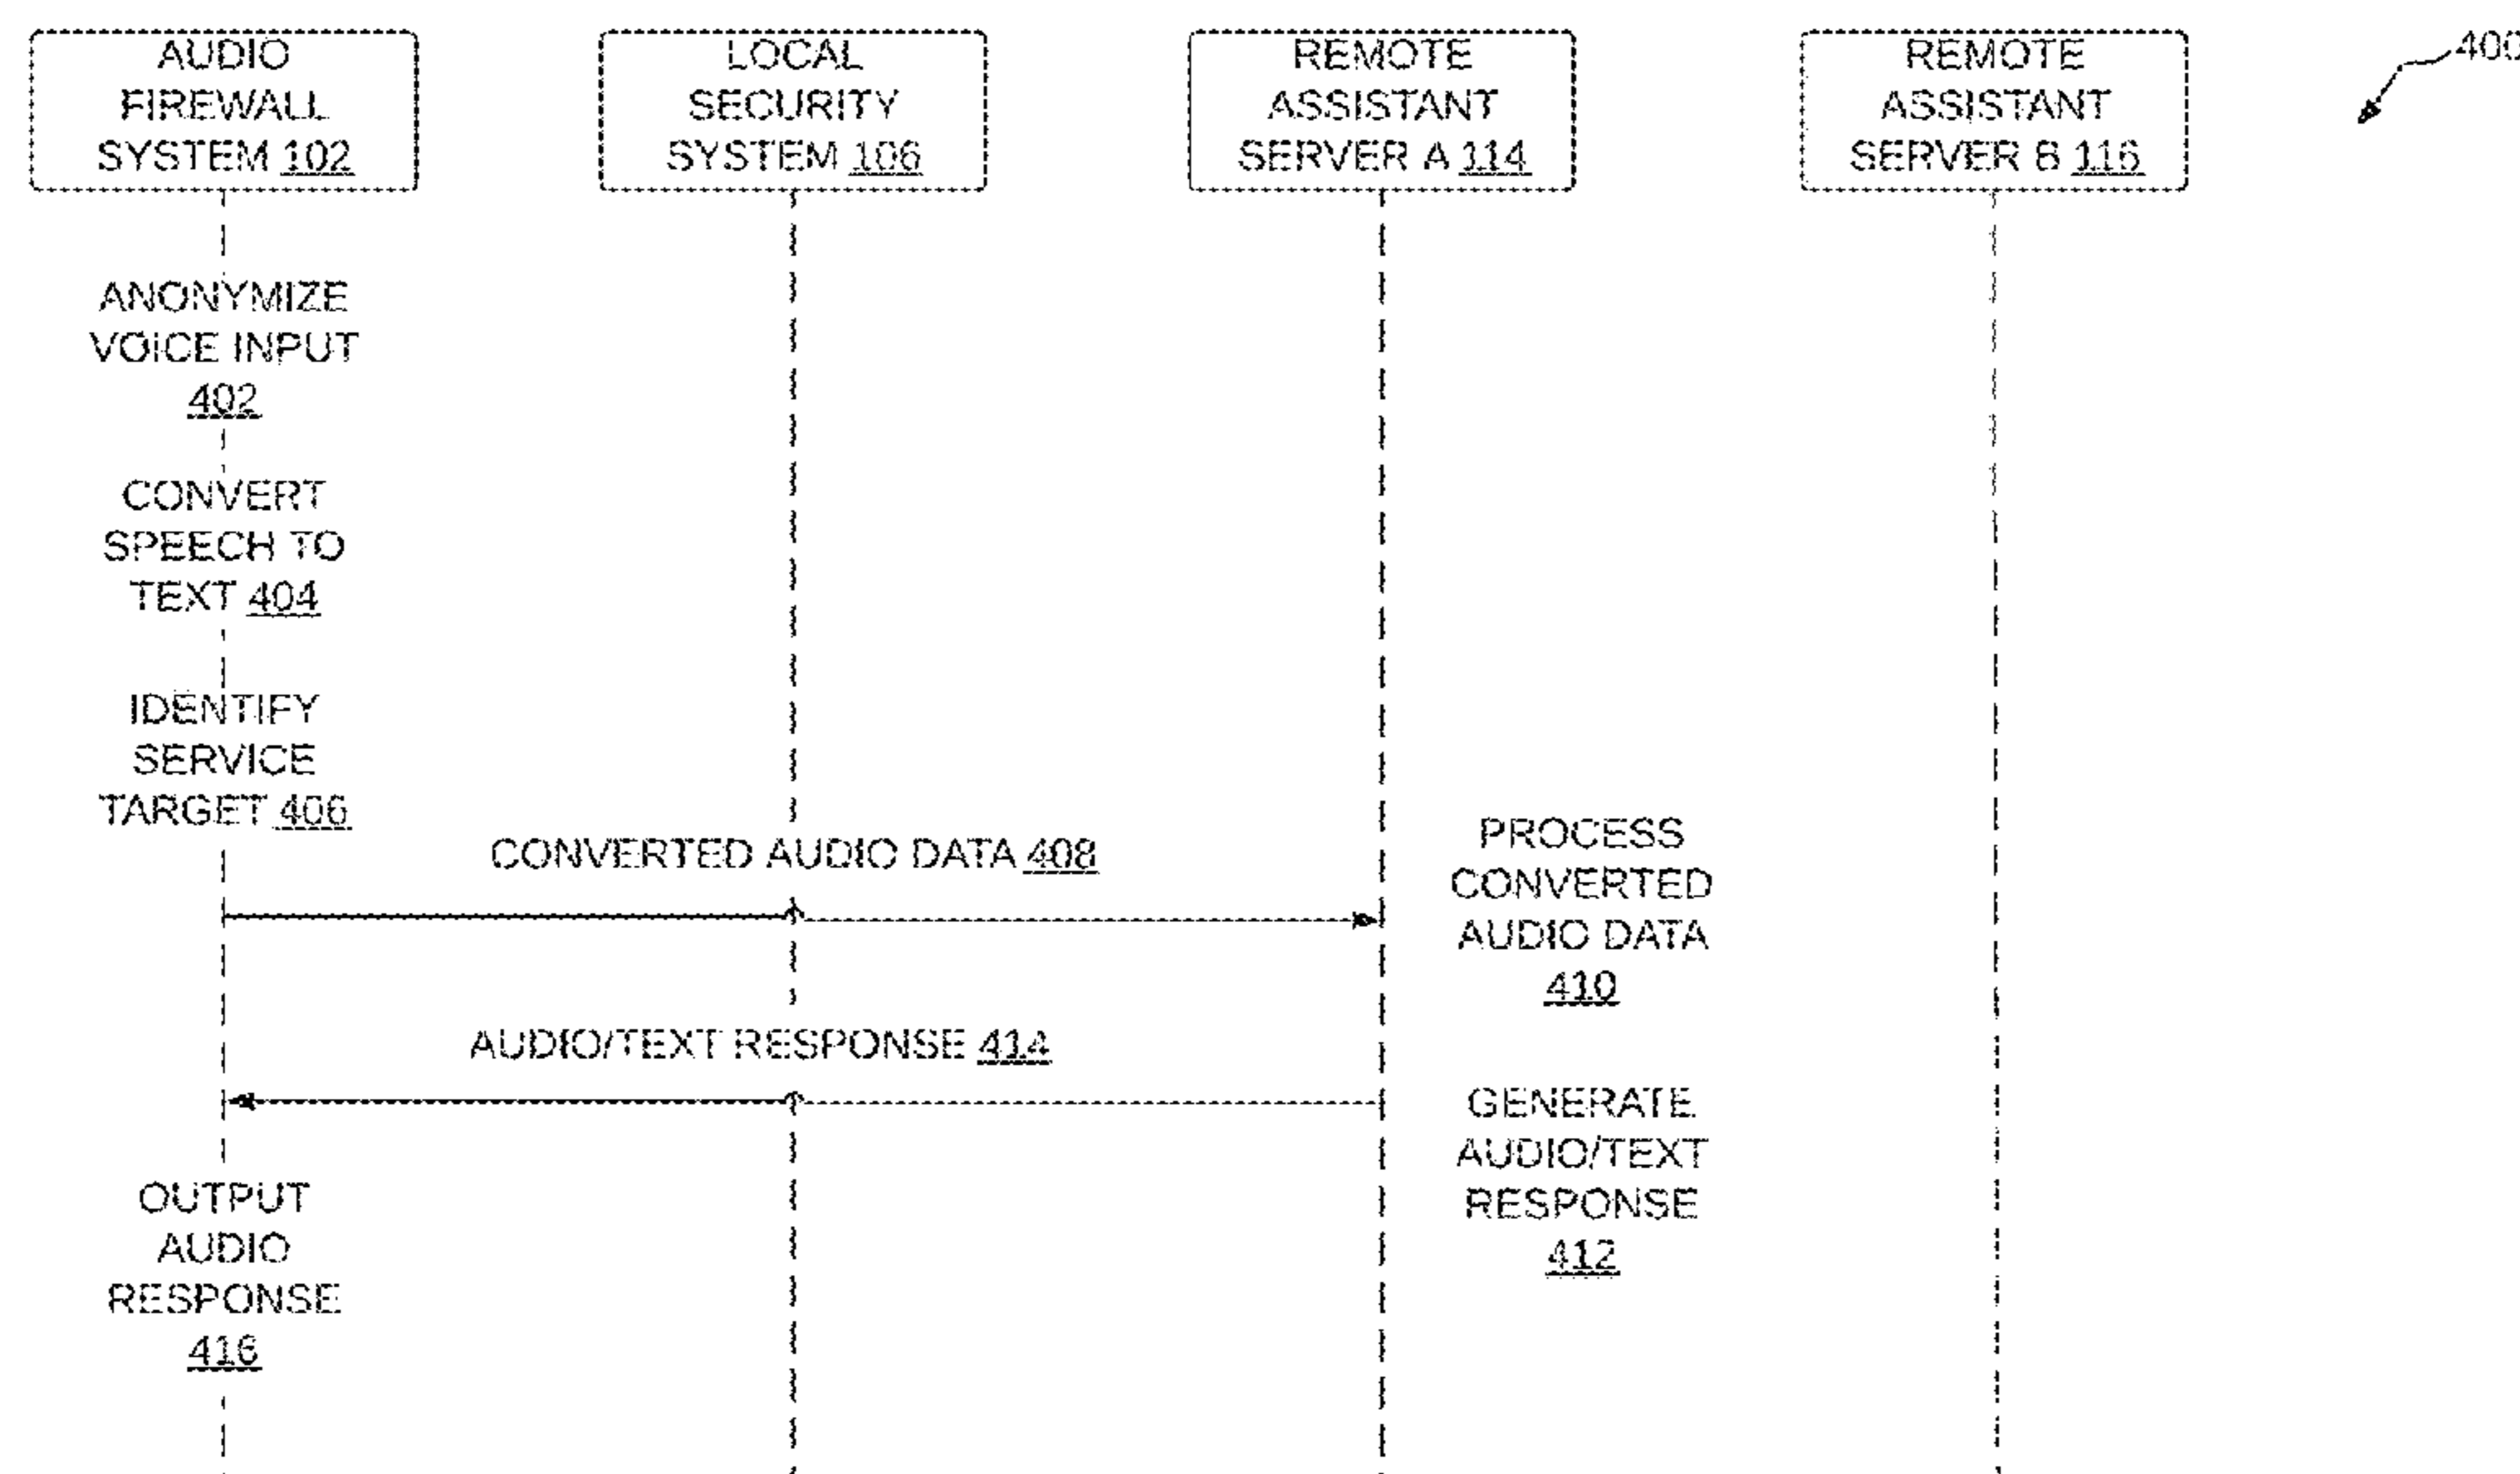 AUDIO
FIREWALL
SYSTEM 102
LOCAL
SECURITY
SYSTEM 106
REMOTE
ASSISTANT
SERVER A 114
REMOTE
ASSISTANT
SERVER B 116
400
ANONYMIZE
VOICE INPUT
402
CONVERT
SPEECH TO
TEXT 404
IDENTIFY
SERVICE
TARGET 406
CONVERTED AUDIO DATA 408
PROCESS
CONVERTED
AUDIO DATA
410
AUDIO/TEXT RESPONSE 414
GENERATE
AUDIO/TEXT
RESPONSE
412
OUTPUT
AUDIO
RESPONSE
416